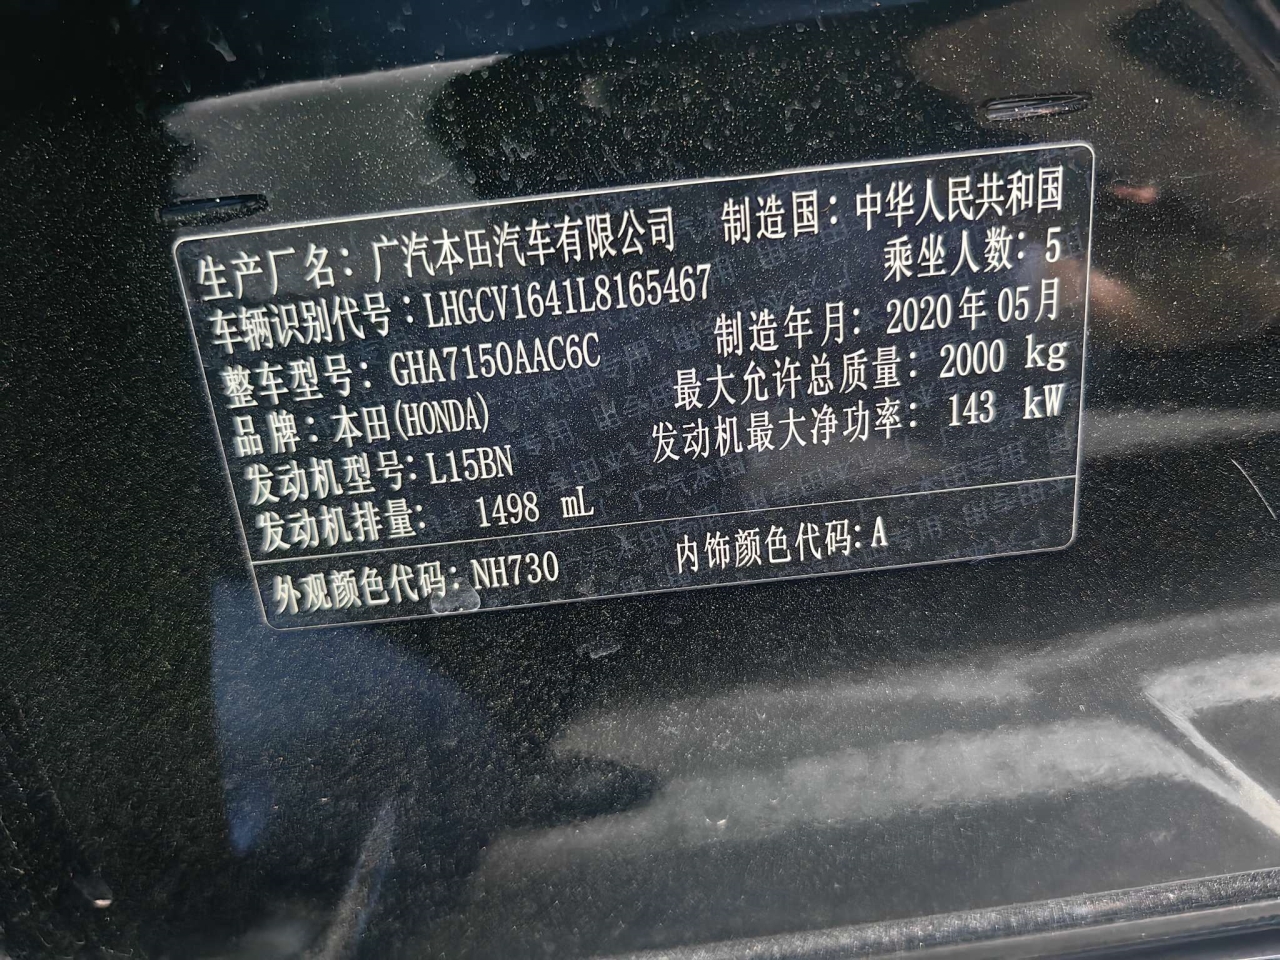 生产厂名：广汽本田汽车有限公司 制造国：中华人民共和国
车辆识别代号：LHGCV1641L8165467 乘坐人数：5
整车型号：GHA7150AAC6C 制造年月：2020年05月
品牌：本田(HONDA) 最大允许总质量：2000 kg
发动机型号：L15BN 发动机最大净功率：143 kW
发动机排量： 1498 mL
外观颜色代码：NH730 内饰颜色代码：A